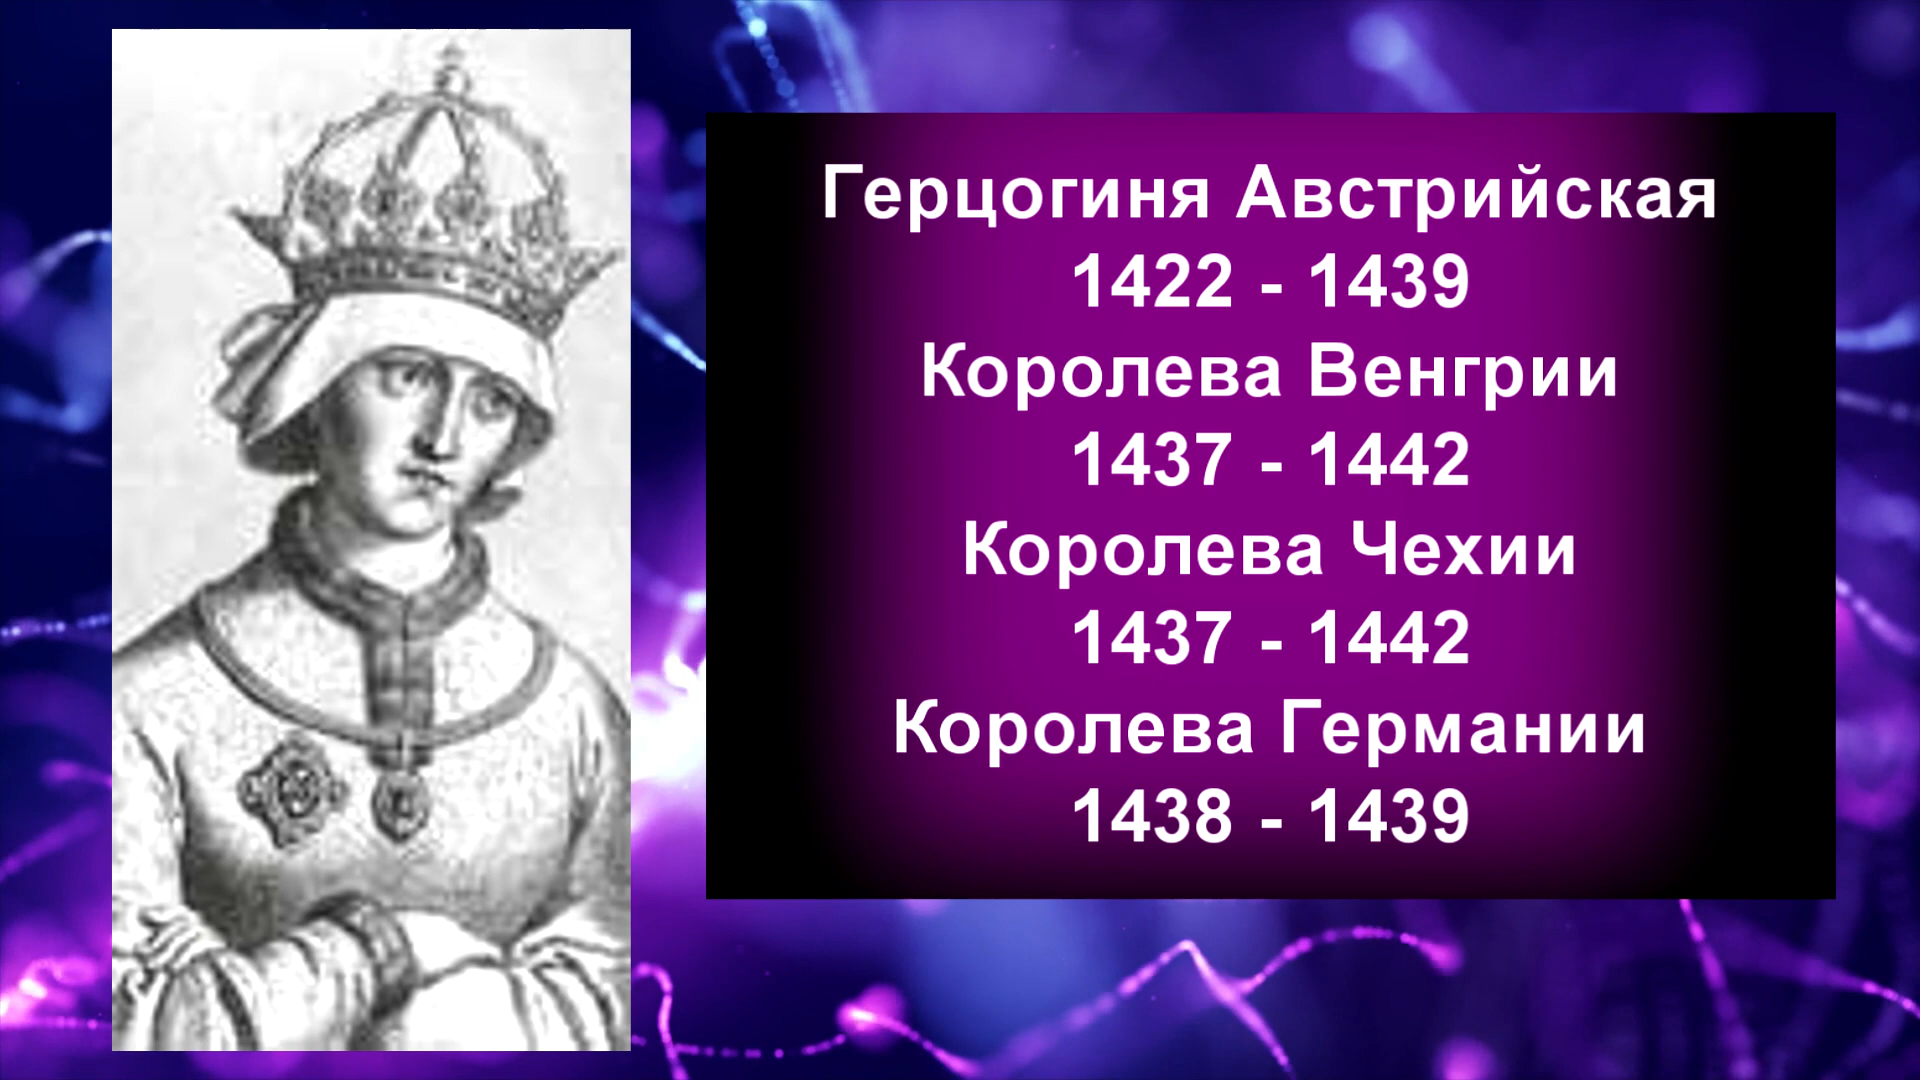 Герцогиня Австрийская
1422 - 1439
Королева Венгрии
1437 - 1442
Королева Чехии
1437 - 1442
Королева Германии
1438 - 1439